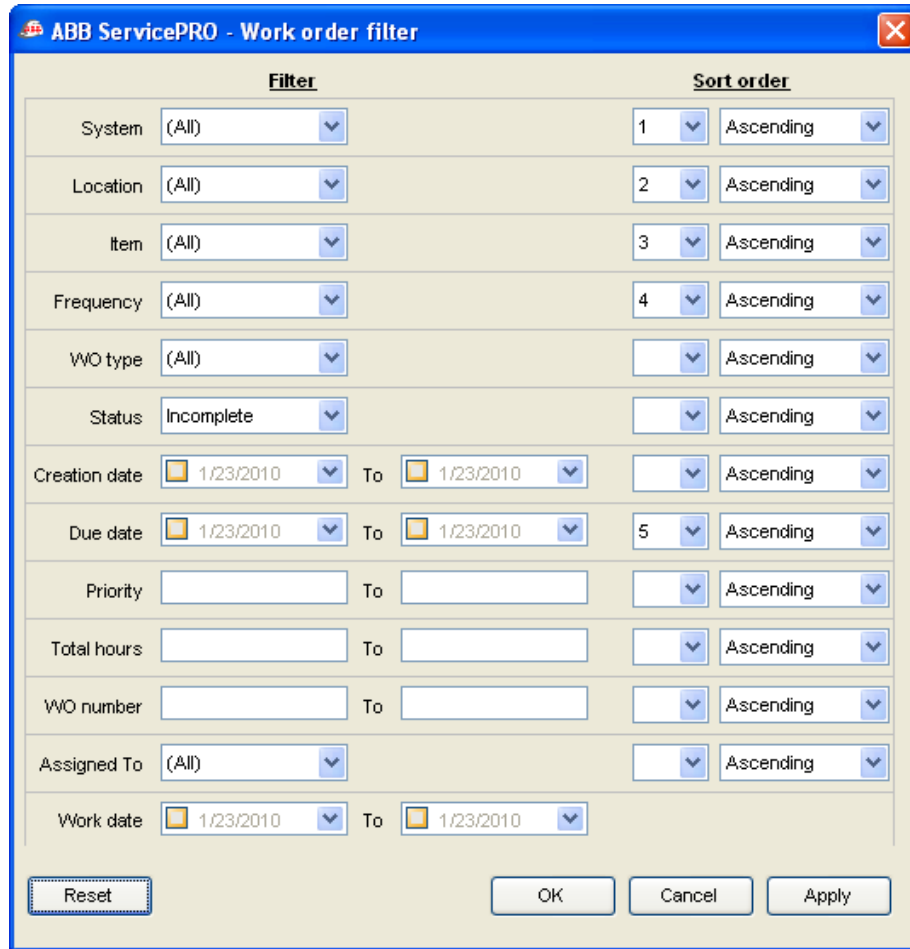 ABB ServicePRO - Work order filter
Filter Sort order
System (All) 1 Ascending
Location (All) 2 Ascending
Item (All) 3 Ascending
Frequency (All) 4 Ascending
WO type (All) Ascending
Status Incomplete Ascending
Creation date 1/23/2010 To 1/23/2010 Ascending
Due date 1/23/2010 To 1/23/2010 5 Ascending
Priority To Ascending
Total hours To Ascending
WO number To Ascending
Assigned To (All) Ascending
Work date 1/23/2010 To 1/23/2010
Reset OK Cancel Apply